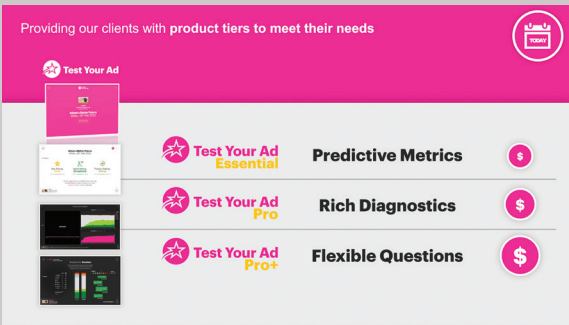 Providing our clients with product tiers to meet their needs
TODAY
Test Your Ad
Test Your Ad
Essential
Predictive Metrics
$
Test Your Ad
Pro
Rich Diagnostics
$
Test Your Ad
Pro+
Flexible Questions
$